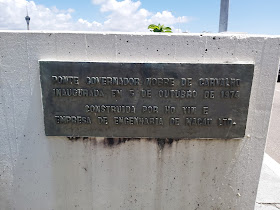 PONTE GOVERNADOR NOBRE DE CARVALHO
INAUGURADA EM 5 DE OUTUBRO DE 1974
CONSTRUIDA POR HO YIN E
EMPRESA DE ENGENHARIA DE MACAU LTD.